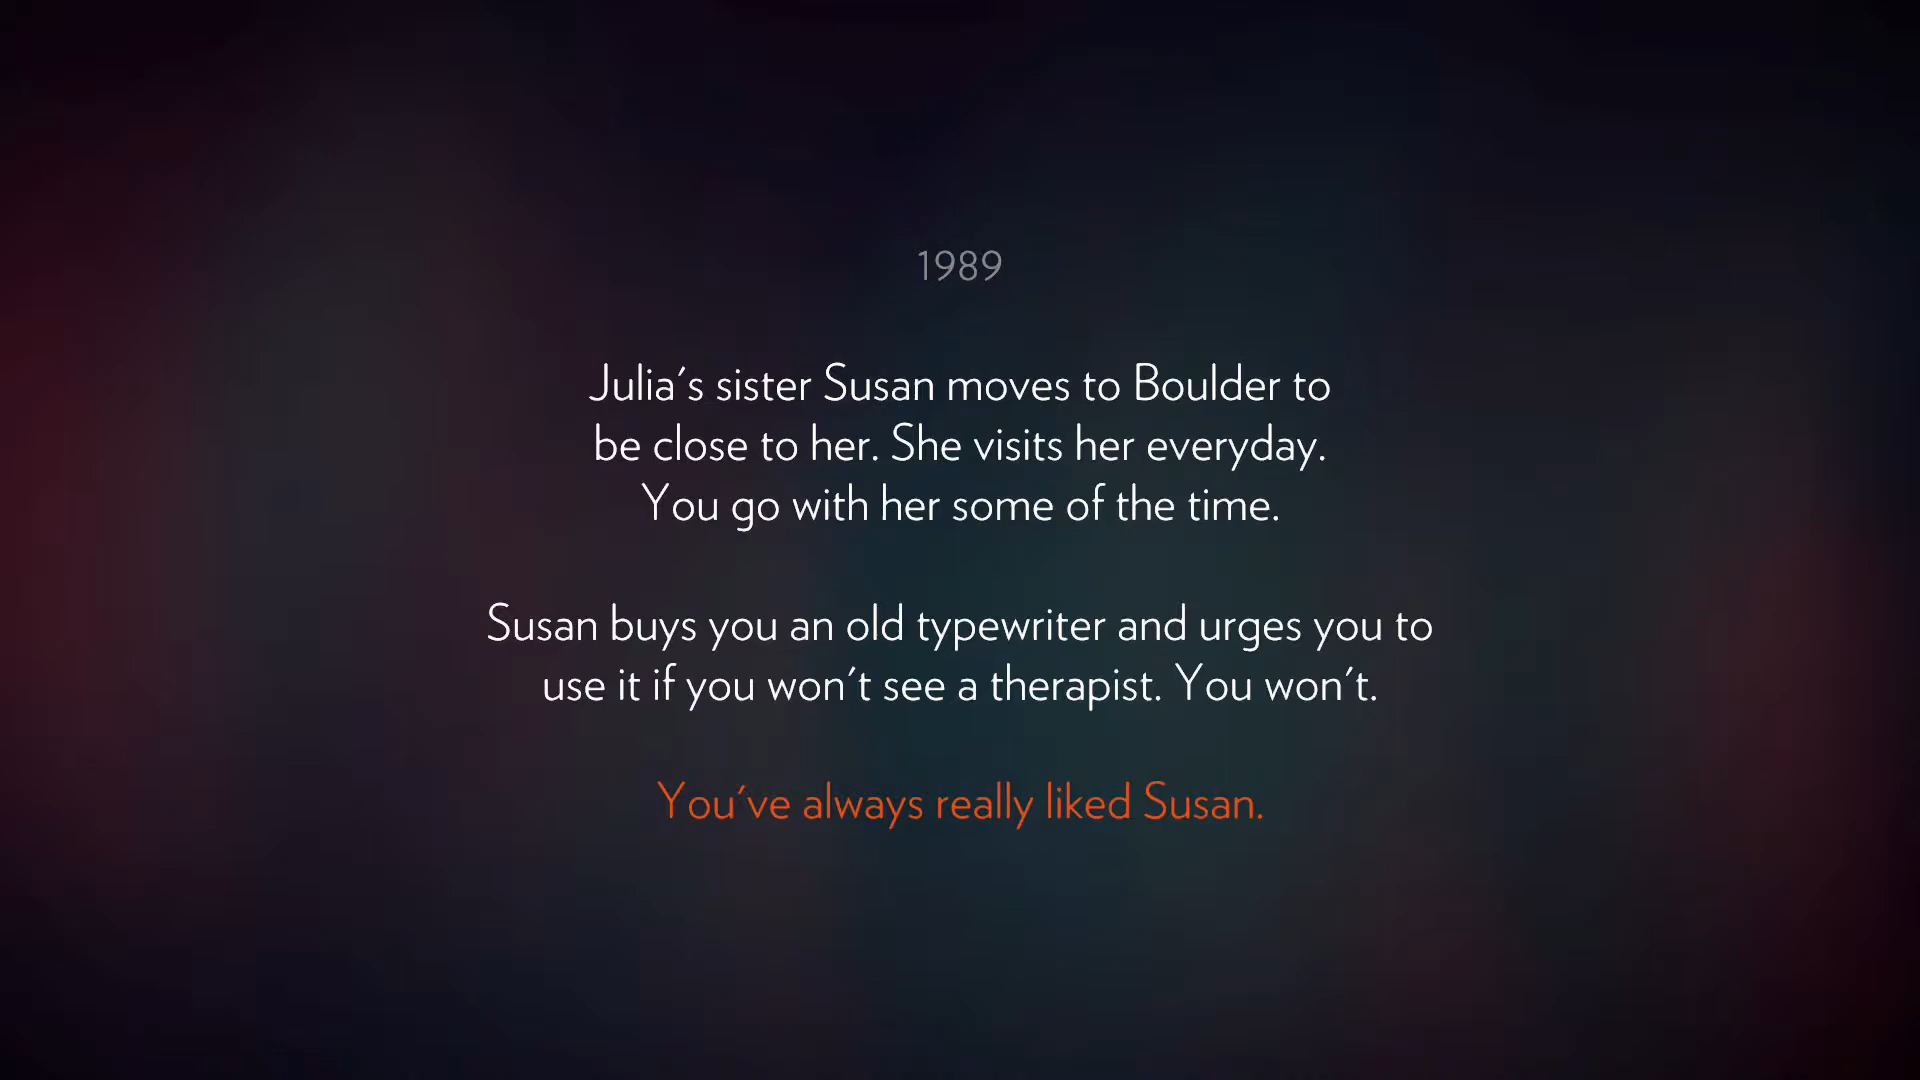 1989
Julia's sister Susan moves to Boulder to
be close to her. She visits her everyday.
You go with her some of the time.
Susan buys you an old typewriter and urges you to
use it if you won't see a therapist. You won't.
You've always really liked Susan.